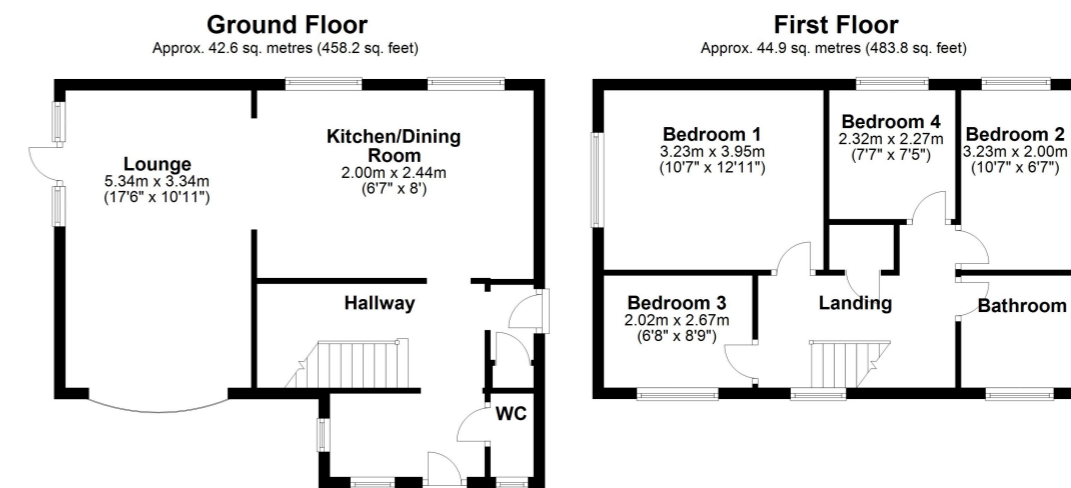 Ground Floor
Approx. 42.6 sq. metres (458.2 sq. feet)
Lounge
5.34m x 3.34m
(17'6" x 10'11")
Kitchen/Dining
Room
2.00m x 2.44m
(6'7" x 8')
Hallway
WC
First Floor
Approx. 44.9 sq. metres (483.8 sq. feet)
Bedroom 1
3.23m x 3.95m
(10'7" x 12'11")
Bedroom 4
2.32m x 2.27m
(7'7" x 7'5")
Bedroom 2
3.23m x 2.00m
(10'7" x 6'7")
Bedroom 3
2.02m x 2.67m
(6'8" x 8'9")
Landing
Bathroom